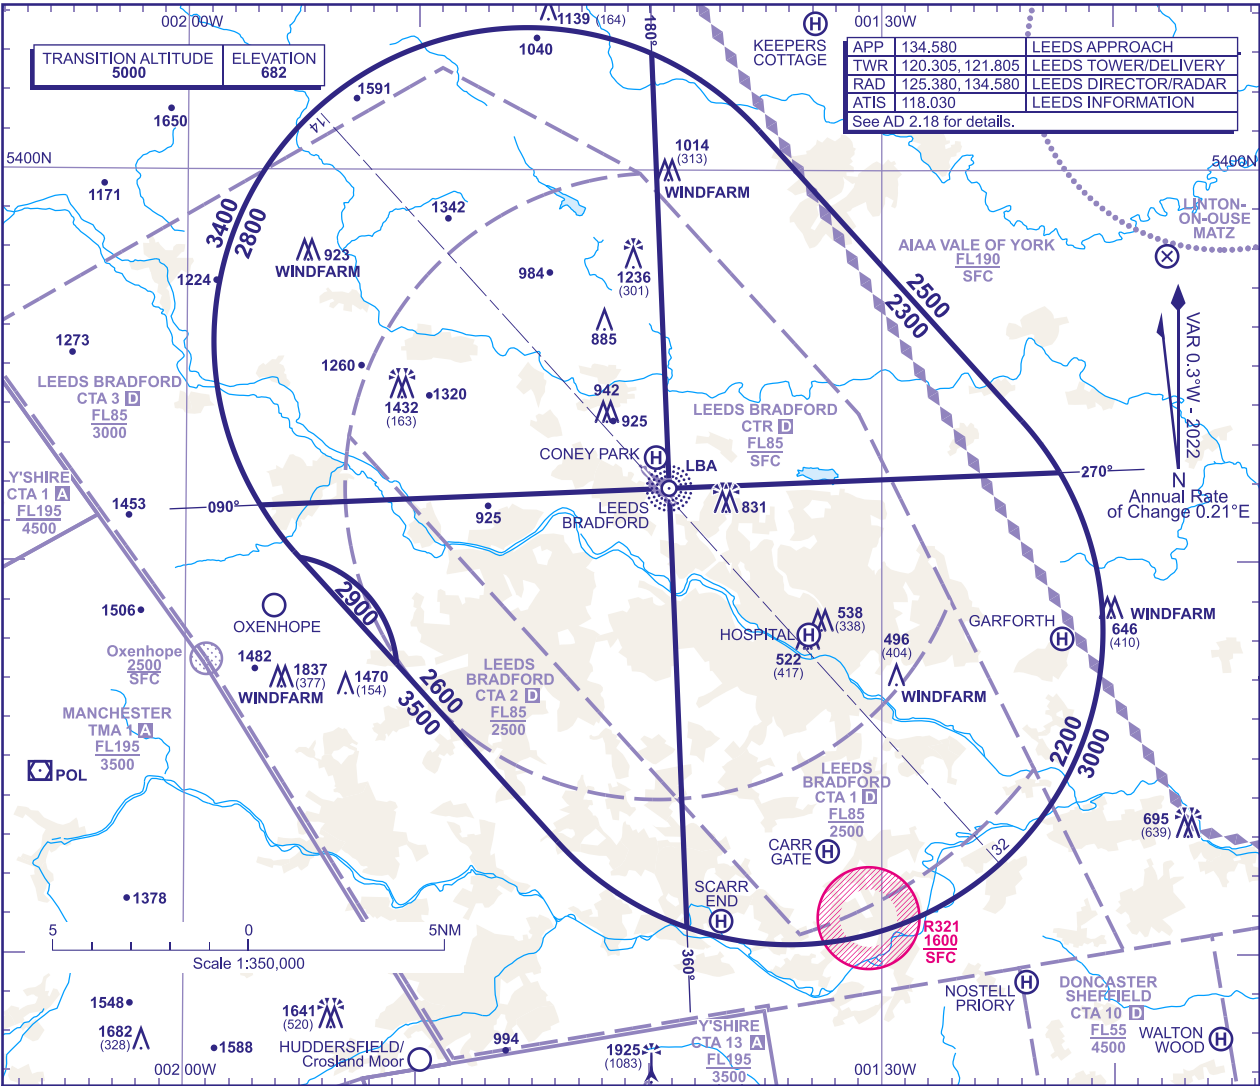 002 00W
1139 (164)
180°
001 30W
1040
KEEPERS
COTTAGE
TRANSITION ALTITUDE
5000
ELEVATION
682
APP 134.580 LEEDS APPROACH
TWR 120.305, 121.805 LEEDS TOWER/DELIVERY
RAD 125.380, 134.580 LEEDS DIRECTOR/RADAR
ATIS 118.030 LEEDS INFORMATION
See AD 2.18 for details.
1591
1650
14
5400N
5400N
1014
(313)
WINDFARM
1171
1342
LINTON-
ON-OUSE
MATZ
3400
2800
923
WINDFARM
AIAA VALE OF YORK
FL190
SFC
1224
984
1236
(301)
2500
2300
885
VAR 0.3°W - 2022
N
Annual Rate
of Change 0.21°E
1273
1260
LEEDS BRADFORD
CTA 3 D
FL85
3000
1432
(163)
1320
942
925
LEEDS BRADFORD
CTR D
FL85
SFC
CONEY PARK
LBA
270°
Y'SHIRE
CTA 1 A
FL195
4500
1453
090°
925
LEEDS
BRADFORD
831
2900
1506
OXENHOPE
538
(338)
HOSPITAL
522
(417)
496
(404)
WINDFARM
GARFORTH
WINDFARM
646
(410)
Oxenhope
2500
SFC
1482
1837
(377)
WINDFARM
1470
(154)
2600
3500
LEEDS
BRADFORD
CTA 2 D
FL85
2500
MANCHESTER
TMA 1 A
FL195
3500
POL
2200
3000
LEEDS
BRADFORD
CTA 1 D
FL85
2500
695
(639)
CARR
GATE
32
1378
SCARR
END
R321
1600
SFC
5 0 5NM
Scale 1:350,000
360°
1548
1682
(328)
1588
1641
(520)
HUDDERSFIELD/
Crosland Moor
994
1925
(1083)
Y'SHIRE
CTA 13 A
FL195
3500
NOSTELL
PRIORY
DONCASTER
SHEFFIELD
CTA 10 D
FL55
4500
WALTON
WOOD
002 00W
001 30W